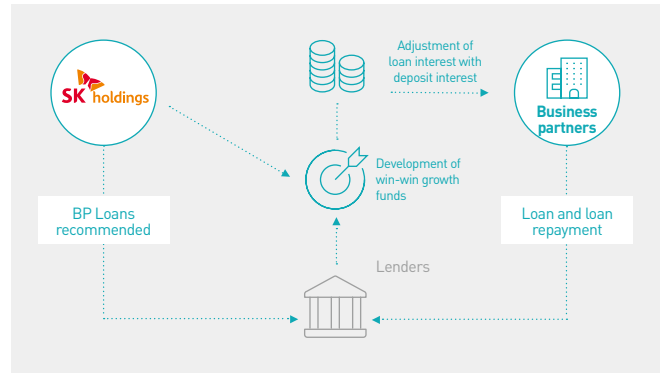 SK holdings
Adjustment of
loan interest with
deposit interest
Business
partners
Development of
win-win growth
funds
BP Loans
recommended
Loan and loan
repayment
Lenders